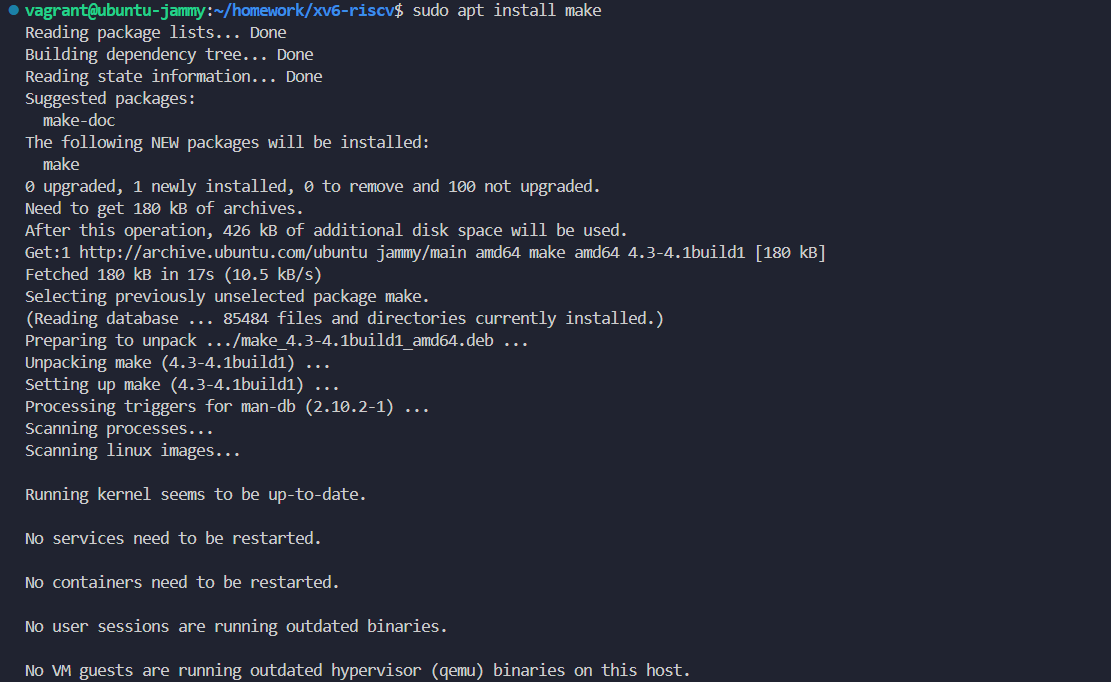 vagrant@ubuntu-jammy:~/homework/xv6-riscv$ sudo apt install make
Reading package lists... Done
Building dependency tree... Done
Reading state information... Done
Suggested packages:
  make-doc
The following NEW packages will be installed:
  make
0 upgraded, 1 newly installed, 0 to remove and 100 not upgraded.
Need to get 180 kB of archives.
After this operation, 426 kB of additional disk space will be used.
Get:1 http://archive.ubuntu.com/ubuntu jammy/main amd64 make amd64 4.3-4.1build1 [180 kB]
Fetched 180 kB in 17s (10.5 kB/s)
Selecting previously unselected package make.
(Reading database ... 85484 files and directories currently installed.)
Preparing to unpack .../make_4.3-4.1build1_amd64.deb ...
Unpacking make (4.3-4.1build1) ...
Setting up make (4.3-4.1build1) ...
Processing triggers for man-db (2.10.2-1) ...
Scanning processes...
Scanning linux images...

Running kernel seems to be up-to-date.

No services need to be restarted.

No containers need to be restarted.

No user sessions are running outdated binaries.

No VM guests are running outdated hypervisor (qemu) binaries on this host.